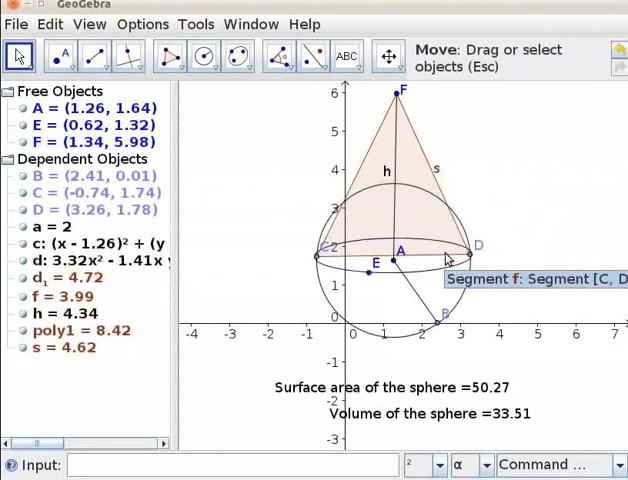 GeoGebra
File Edit View Options Tools Window Help
A
ABC
Move: Drag or select
objects (Esc)
Free Objects
A = (1.26, 1.64)
E = (0.62, 1.32)
F = (1.34, 5.98)
Dependent Objects
B = (2.41, 0.01)
C = (-0.74, 1.74)
D = (3.26, 1.78)
a = 2
c: (x - 1.26)² + (y
d: 3.32x² - 1.41x y
d₁ = 4.72
f = 3.99
h = 4.34
poly1 = 8.42
s = 4.62
6
5
4
3
2
1
0
-1
-2
-3
-4 -3 -2 -1 1 2 3 4 5 6 7
F
h
s
C
D
A
E
B
Segment f: Segment [C, D
Surface area of the sphere =50.27
Volume of the sphere =33.51
Input:
2
α
Command ...